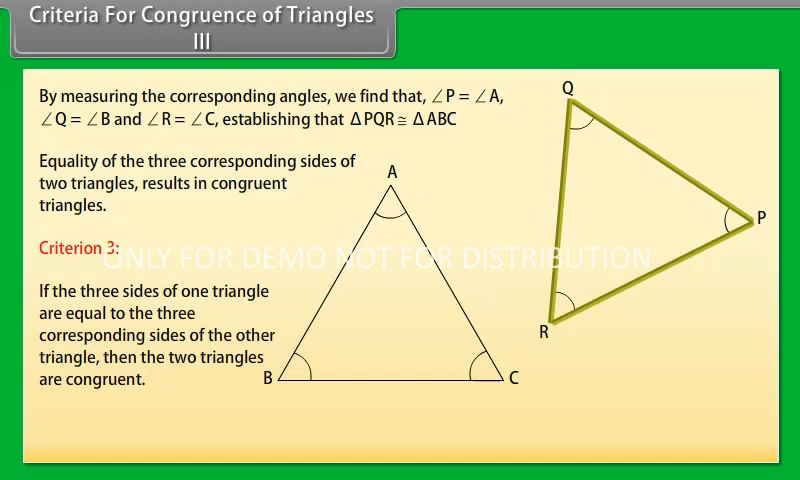 Criteria For Congruence of Triangles
III
By measuring the corresponding angles, we find that, ∠P = ∠A,
∠Q = ∠B and ∠R = ∠C, establishing that ΔPQR ≅ ΔABC
Equality of the three corresponding sides of
two triangles, results in congruent
triangles.
Criterion 3:
ONLY FOR DEMO NOT FOR DISTRIBUTION
If the three sides of one triangle
are equal to the three
corresponding sides of the other
triangle, then the two triangles
are congruent.
A
B
C
Q
P
R